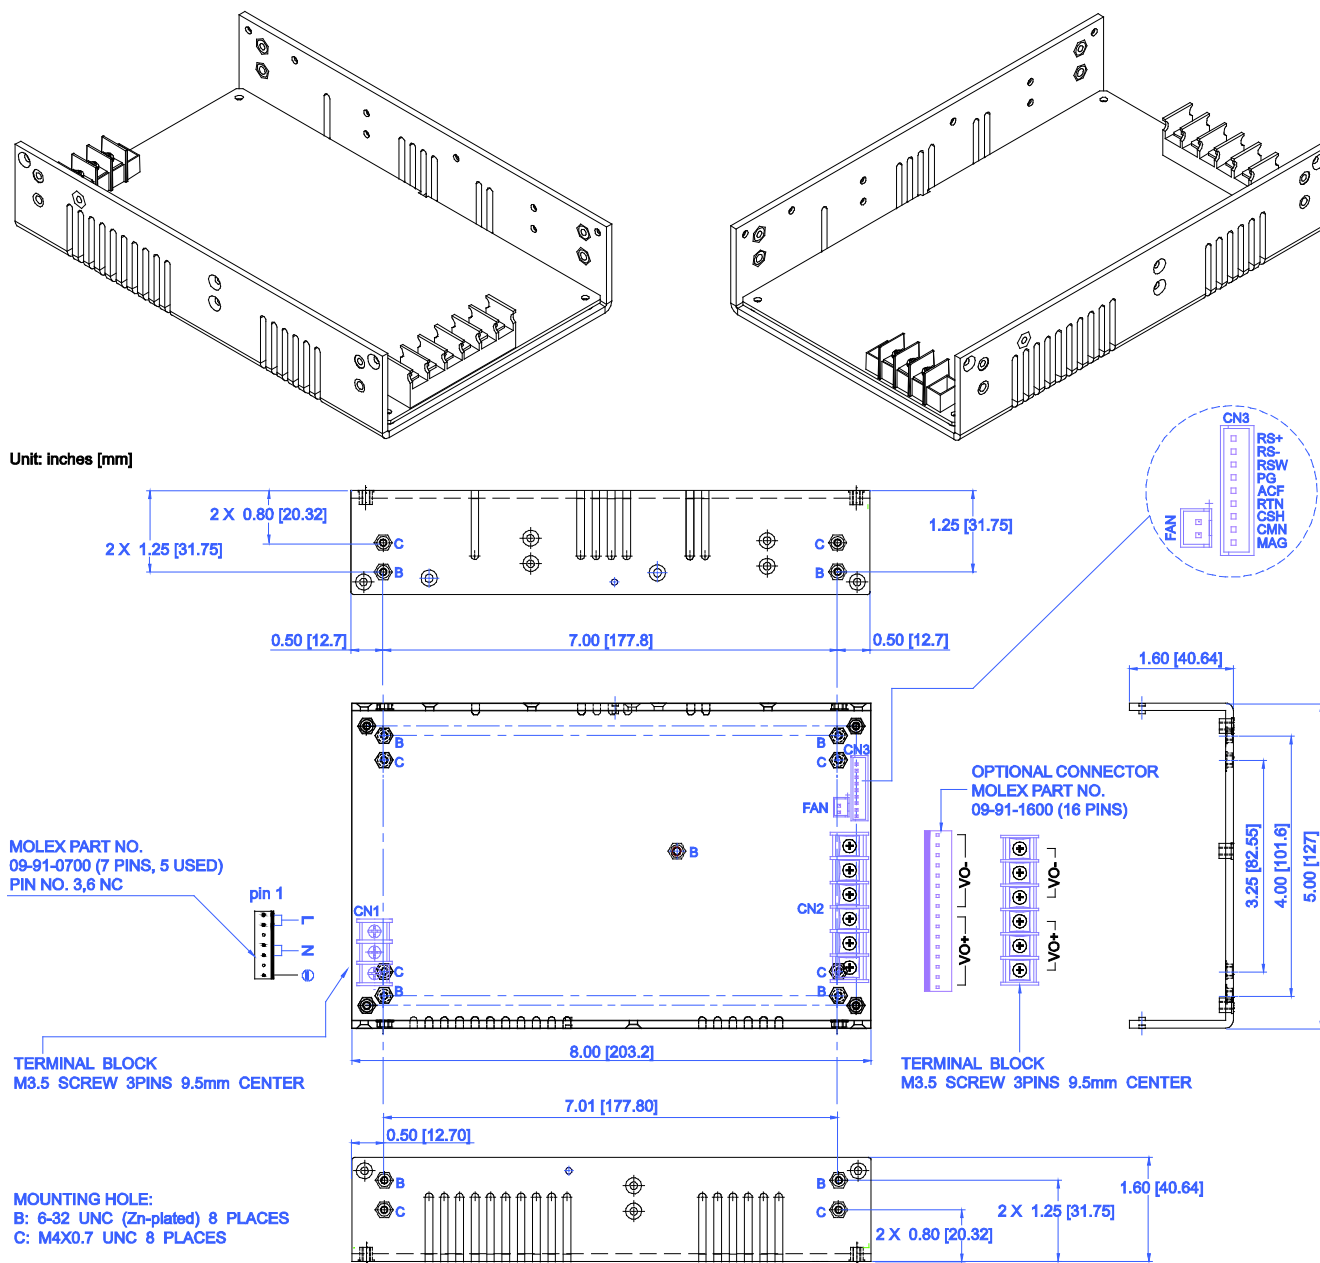 Unit: inches [mm]
CN3
RS+
RS-
RSW
PG
ACF
RTN
CSH
CMN
MAG
FAN
2 X 0.80 [20.32]
2 X 1.25 [31.75]
1.25 [31.75]
C
B
C
B
0.50 [12.7]
7.00 [177.8]
0.50 [12.7]
1.60 [40.64]
B
C
B
C
CN3
FAN
B
CN2
CN1
C
B
C
B
OPTIONAL CONNECTOR
MOLEX PART NO.
09-91-1600 (16 PINS)
VO-
VO+
VO-
VO+
3.25 [82.55]
4.00 [101.6]
5.00 [127]
MOLEX PART NO.
09-91-0700 (7 PINS, 5 USED)
PIN NO. 3,6 NC
pin 1
L
N
TERMINAL BLOCK
M3.5 SCREW 3PINS 9.5mm CENTER
8.00 [203.2]
TERMINAL BLOCK
M3.5 SCREW 3PINS 9.5mm CENTER
7.01 [177.80]
0.50 [12.70]
B
C
B
C
1.60 [40.64]
2 X 1.25 [31.75]
2 X 0.80 [20.32]
MOUNTING HOLE:
B: 6-32 UNC (Zn-plated) 8 PLACES
C: M4X0.7 UNC 8 PLACES